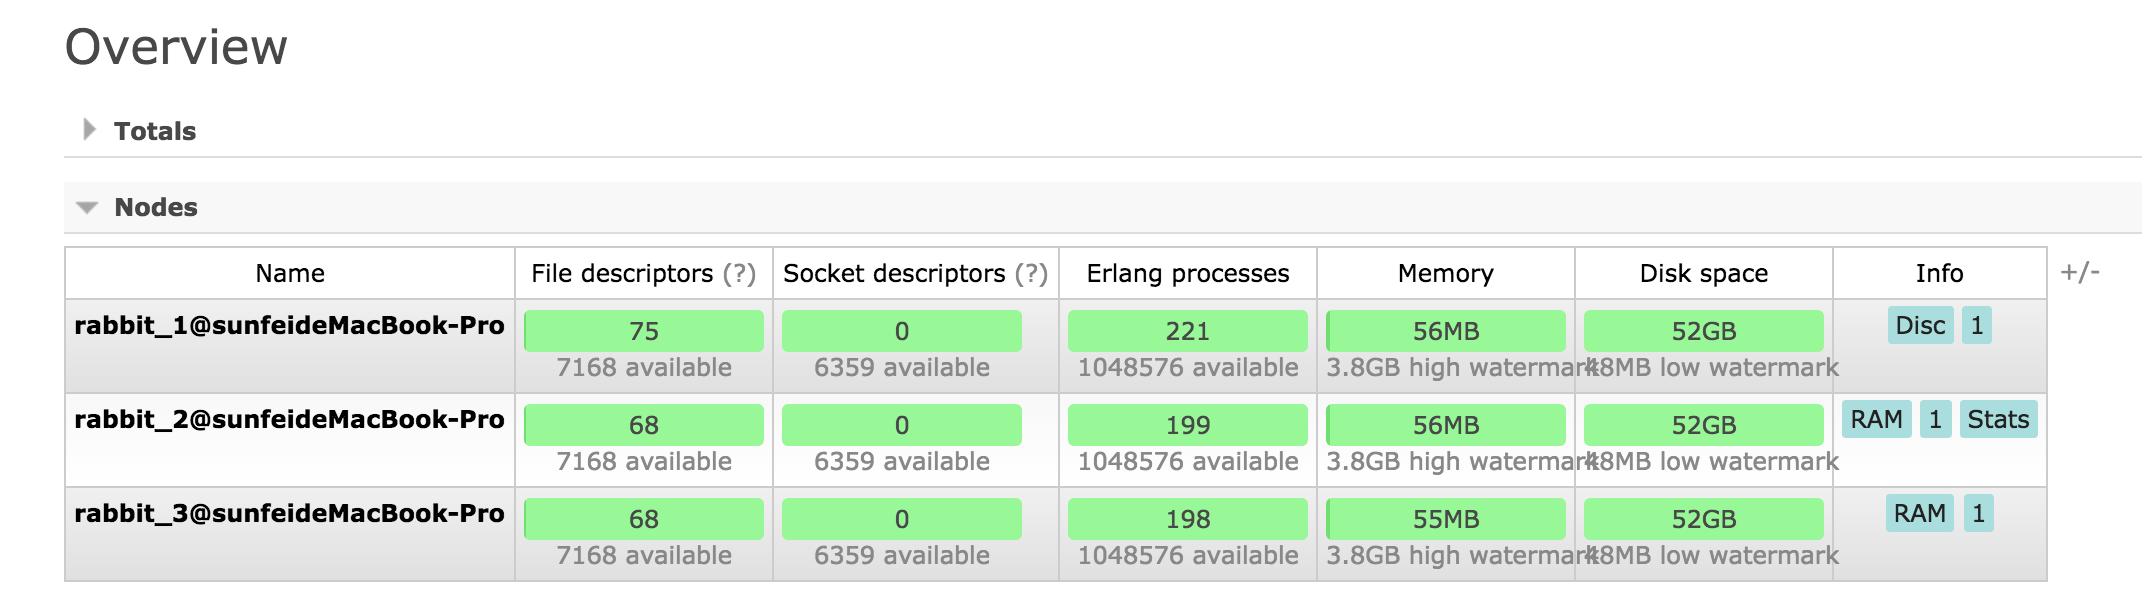 Overview
Totals
Nodes
Name File descriptors (?) Socket descriptors (?) Erlang processes Memory Disk space Info +/-
rabbit_1@sunfeideMacBook-Pro 75 0 221 56MB 52GB Disc 1
7168 available 6359 available 1048576 available 3.8GB high watermark 48MB low watermark
rabbit_2@sunfeideMacBook-Pro 68 0 199 56MB 52GB RAM 1 Stats
7168 available 6359 available 1048576 available 3.8GB high watermark 48MB low watermark
rabbit_3@sunfeideMacBook-Pro 68 0 198 55MB 52GB RAM 1
7168 available 6359 available 1048576 available 3.8GB high watermark 48MB low watermark